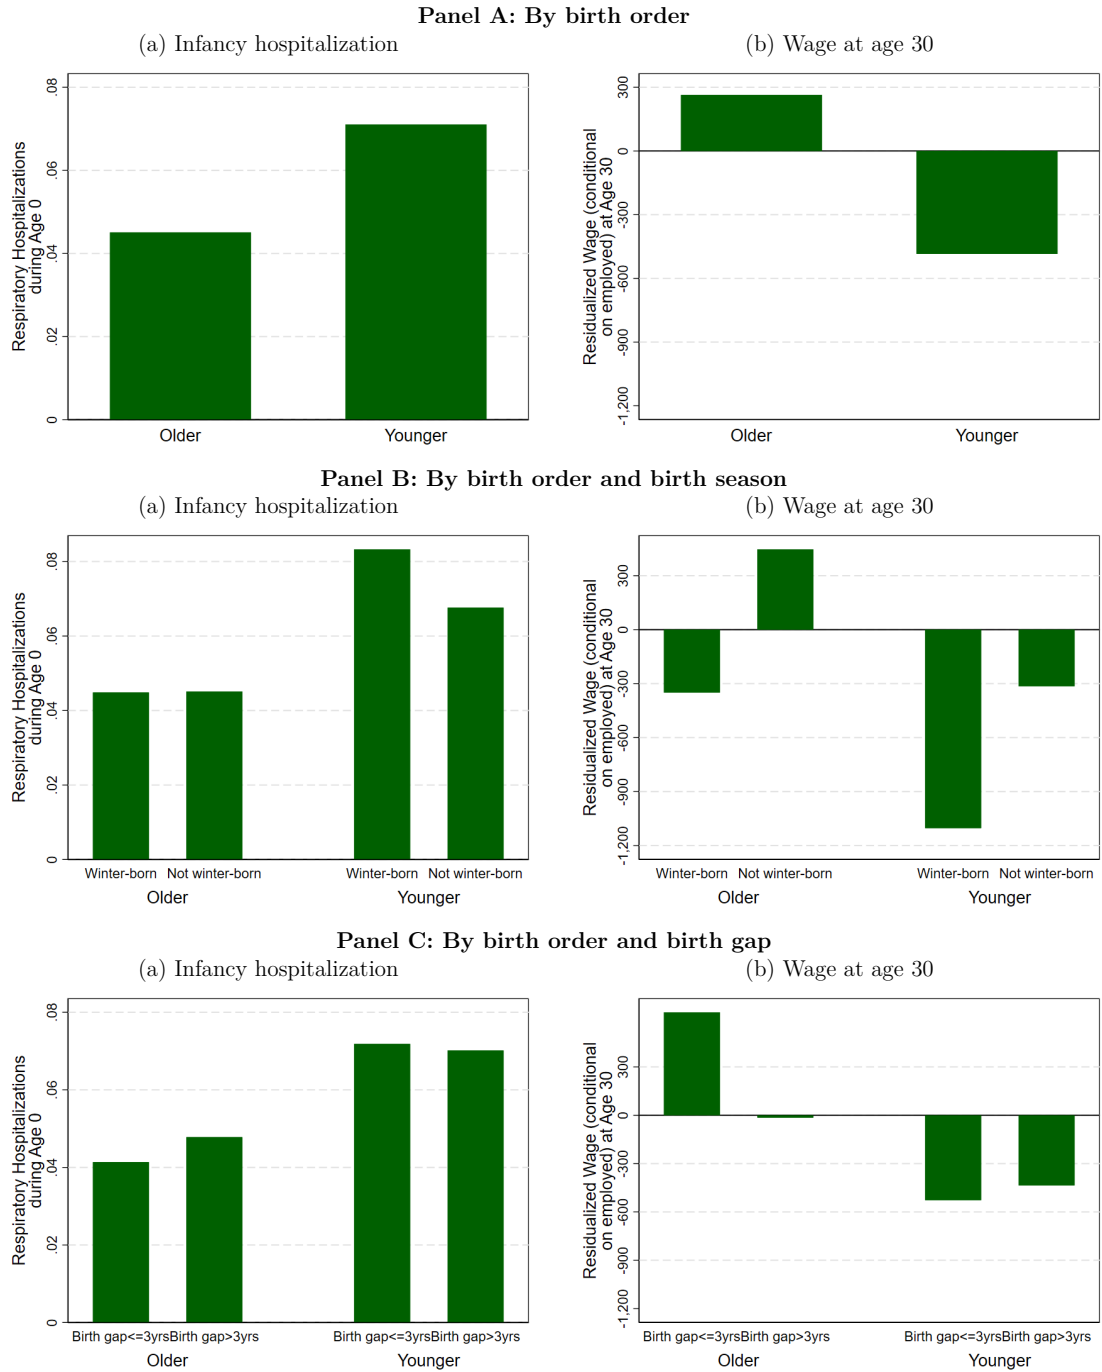 Panel A: By birth order
(a) Infancy hospitalization
Respiratory Hospitalizations
during Age 0
.08
.06
.04
.02
0
Older Younger
(b) Wage at age 30
Residualized Wage (conditional
on employed) at Age 30
300
0
-300
-600
-900
-1,200
Older Younger
Panel B: By birth order and birth season
(a) Infancy hospitalization
Respiratory Hospitalizations
during Age 0
.08
.06
.04
.02
0
Winter-born Not winter-born Winter-born Not winter-born
Older Younger
(b) Wage at age 30
Residualized Wage (conditional
on employed) at Age 30
300
0
-300
-600
-900
-1,200
Winter-born Not winter-born Winter-born Not winter-born
Older Younger
Panel C: By birth order and birth gap
(a) Infancy hospitalization
Respiratory Hospitalizations
during Age 0
.08
.06
.04
.02
0
Birth gap<=3yrs Birth gap>3yrs Birth gap<=3yrs Birth gap>3yrs
Older Younger
(b) Wage at age 30
Residualized Wage (conditional
on employed) at Age 30
300
0
-300
-600
-900
-1,200
Birth gap<=3yrs Birth gap>3yrs Birth gap<=3yrs Birth gap>3yrs
Older Younger